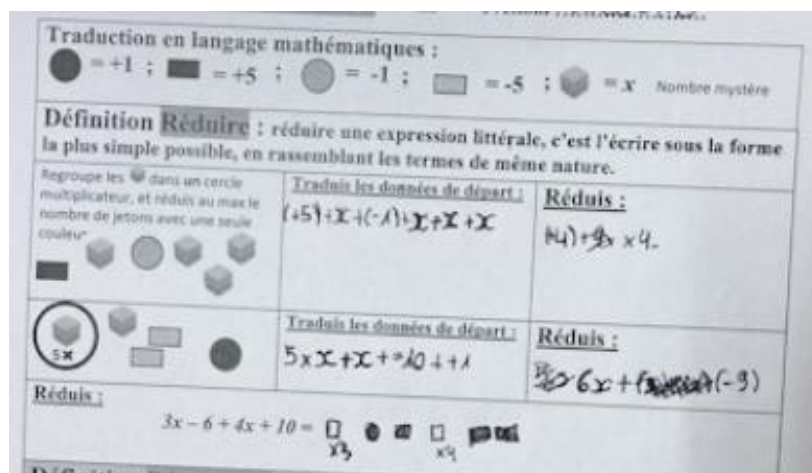 Traduction en langage mathématiques :
= +1 ; = +5 ; = -1 ; = -5 ; = x Nombre mystère
Définition Réduire : réduire une expression littérale, c'est l'écrire sous la forme
la plus simple possible, en rassemblant les termes de même nature.
Regroupe les dans un cercle
multiplicateur, et réduis au max le
nombre de jetons avec une seule
couleur
Traduis les données de départ :
(+5)+x+(-1)+x+x+x
Réduis :
x 4
5x
Traduis les données de départ :
5xx+x+-10++1
Réduis :
6x+ (-9)
Réduis :
3x – 6 + 4x + 10 =
x3 x4